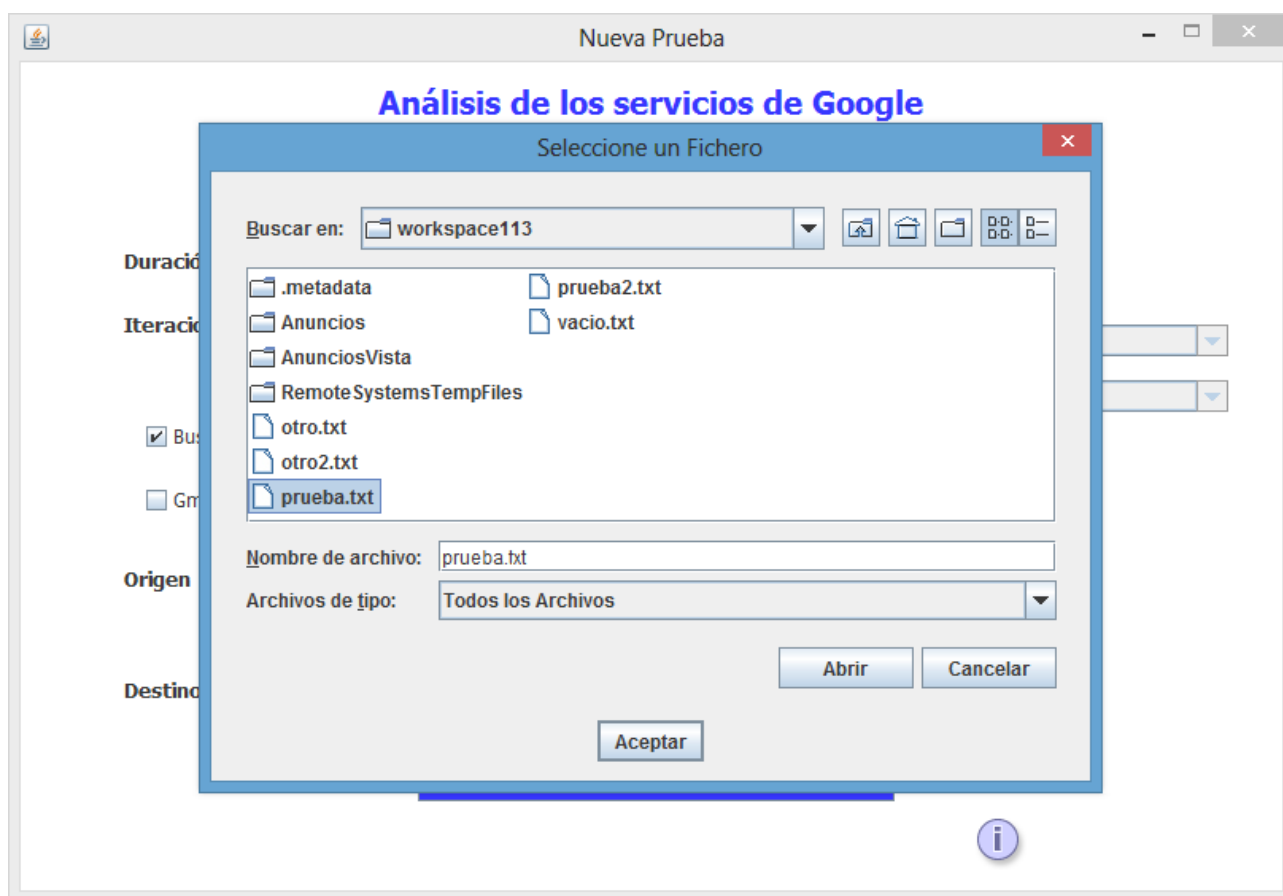 Nueva Prueba
Análisis de los servicios de Google
Seleccione un Fichero
Buscar en: workspace113
.metadata prueba2.txt
Anuncios vacio.txt
AnunciosVista
RemoteSystemsTempFiles
otro.txt
otro2.txt
prueba.txt
Nombre de archivo: prueba.txt
Archivos de tipo: Todos los Archivos
Abrir Cancelar
Aceptar
Duració
Iteracio
Bus
Gm
Origen
Destino
i